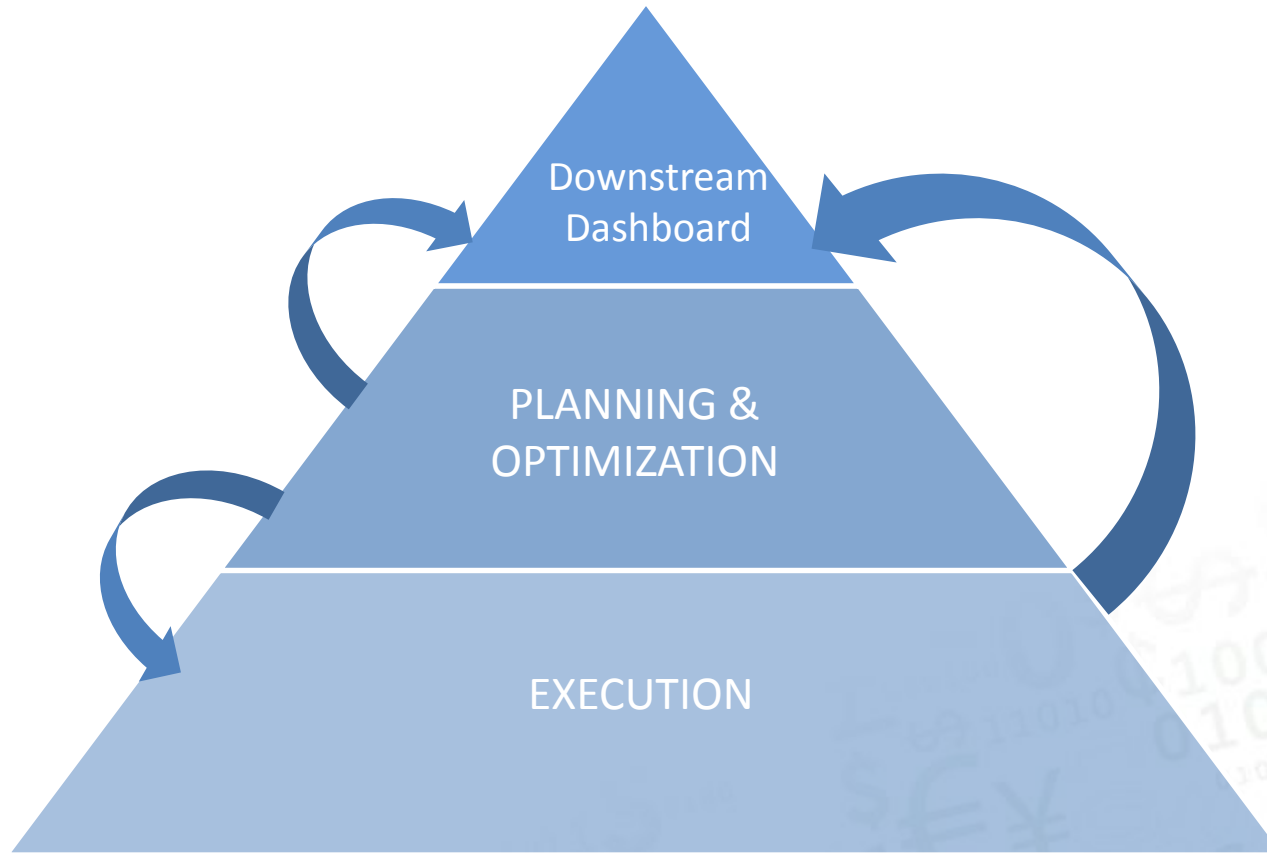 Downstream
Dashboard
PLANNING &
OPTIMIZATION
EXECUTION